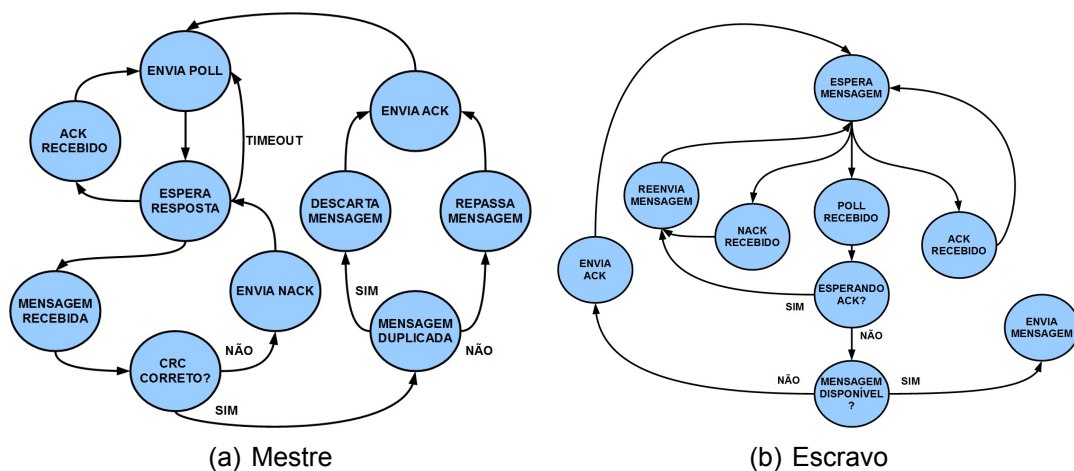 ENVIA POLL
ACK
RECEBIDO
TIMEOUT
ESPERA
RESPOSTA
ENVIA ACK
DESCARTA
MENSAGEM
REPASSA
MENSAGEM
MENSAGEM
RECEBIDA
ENVIA NACK
CRC
CORRETO?
NÃO
SIM
MENSAGEM
DUPLICADA
SIM
NÃO
(a) Mestre
ESPERA
MENSAGEM
REENVIA
MENSAGEM
NACK
RECEBIDO
POLL
RECEBIDO
ACK
RECEBIDO
ENVIA
ACK
ESPERANDO
ACK?
SIM
NÃO
ENVIA
MENSAGEM
MENSAGEM
DISPONÍVEL
?
NÃO
SIM
(b) Escravo